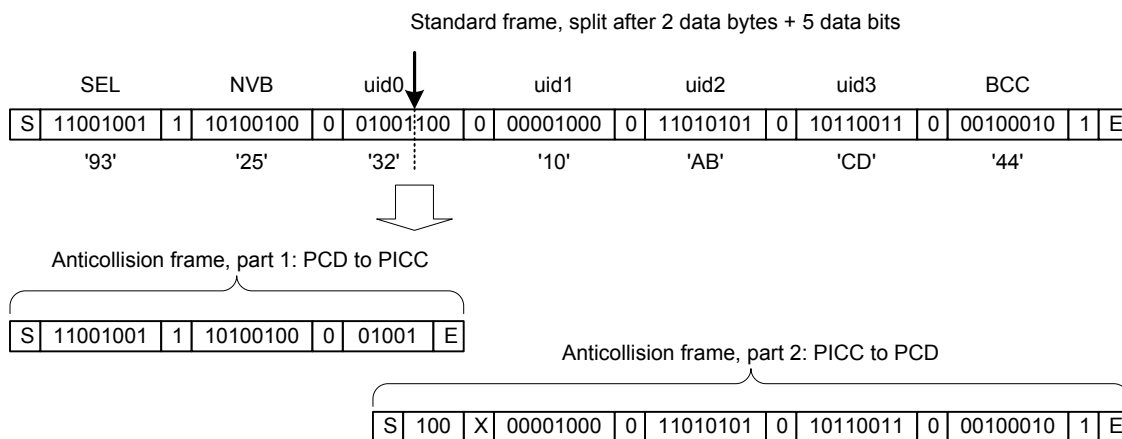 Standard frame, split after 2 data bytes + 5 data bits
SEL NVB uid0 uid1 uid2 uid3 BCC
S 11001001 1 10100100 0 01001100 0 00001000 0 11010101 0 10110011 0 00100010 1 E
'93' '25' '32' '10' 'AB' 'CD' '44'
Anticollision frame, part 1: PCD to PICC
S 11001001 1 10100100 0 01001 E
Anticollision frame, part 2: PICC to PCD
S 100 X 00001000 0 11010101 0 10110011 0 00100010 1 E